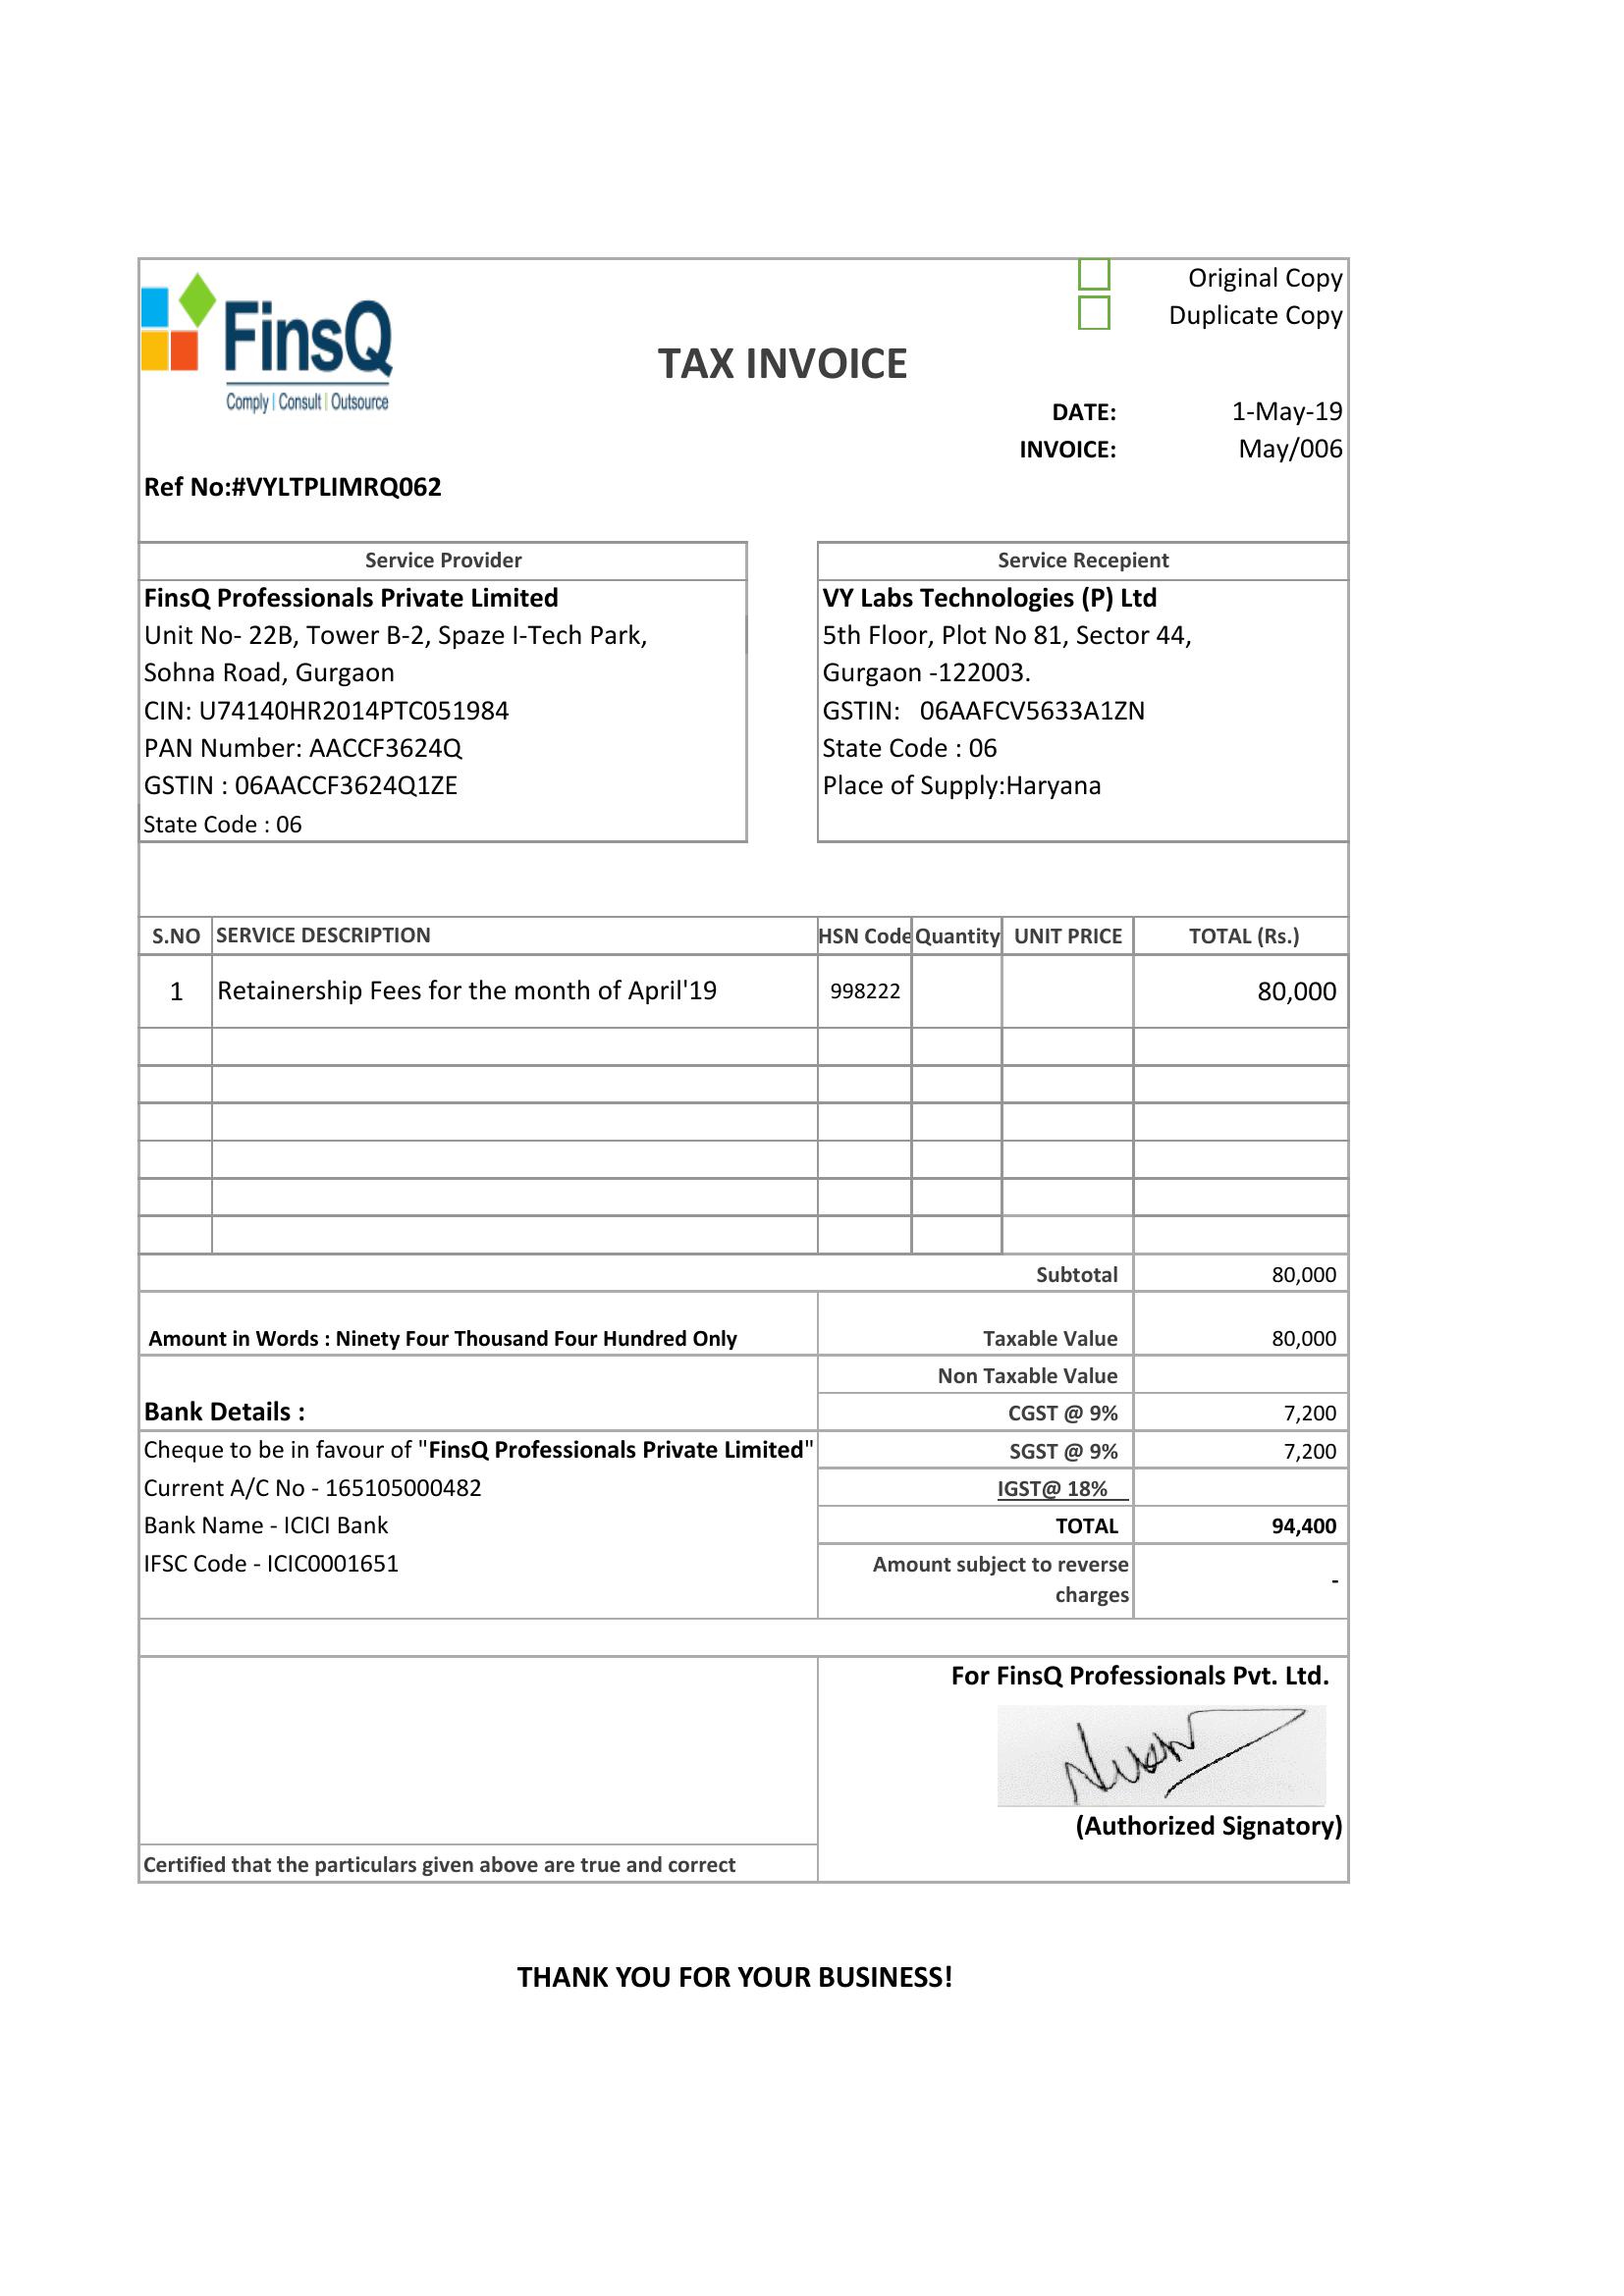 Original Copy
Duplicate Copy
FinsQ
Comply | Consult | Outsource
TAX INVOICE
DATE: 1-May-19
INVOICE: May/006
Ref No:#VYLTPLIMRQ062
Service Provider
FinsQ Professionals Private Limited
Unit No- 22B, Tower B-2, Spaze I-Tech Park,
Sohna Road, Gurgaon
CIN: U74140HR2014PTC051984
PAN Number: AACCF3624Q
GSTIN : 06AACCF3624Q1ZE
State Code : 06
Service Recepient
VY Labs Technologies (P) Ltd
5th Floor, Plot No 81, Sector 44,
Gurgaon -122003.
GSTIN: 06AAFCV5633A1ZN
State Code : 06
Place of Supply:Haryana
S.NO SERVICE DESCRIPTION HSN Code Quantity UNIT PRICE TOTAL (Rs.)
1 Retainership Fees for the month of April'19 998222 80,000
Subtotal 80,000
Amount in Words : Ninety Four Thousand Four Hundred Only
Taxable Value 80,000
Non Taxable Value
Bank Details :
CGST @ 9% 7,200
Cheque to be in favour of "FinsQ Professionals Private Limited"
SGST @ 9% 7,200
Current A/C No - 165105000482
IGST@ 18%
Bank Name - ICICI Bank
TOTAL 94,400
IFSC Code - ICIC0001651
Amount subject to reverse
charges -
For FinsQ Professionals Pvt. Ltd.
(Authorized Signatory)
Certified that the particulars given above are true and correct
THANK YOU FOR YOUR BUSINESS!